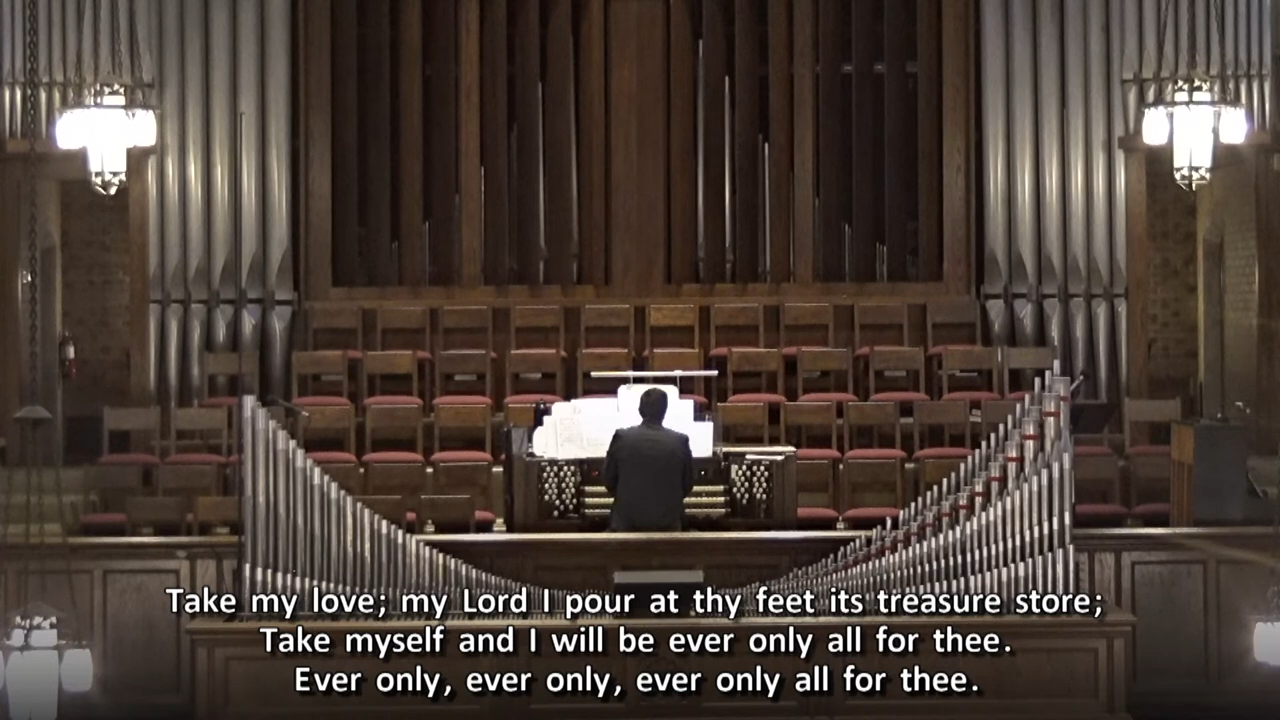 Take my love; my Lord I pour at thy feet its treasure store;
Take myself and I will be ever only all for thee.
Ever only, ever only, ever only all for thee.